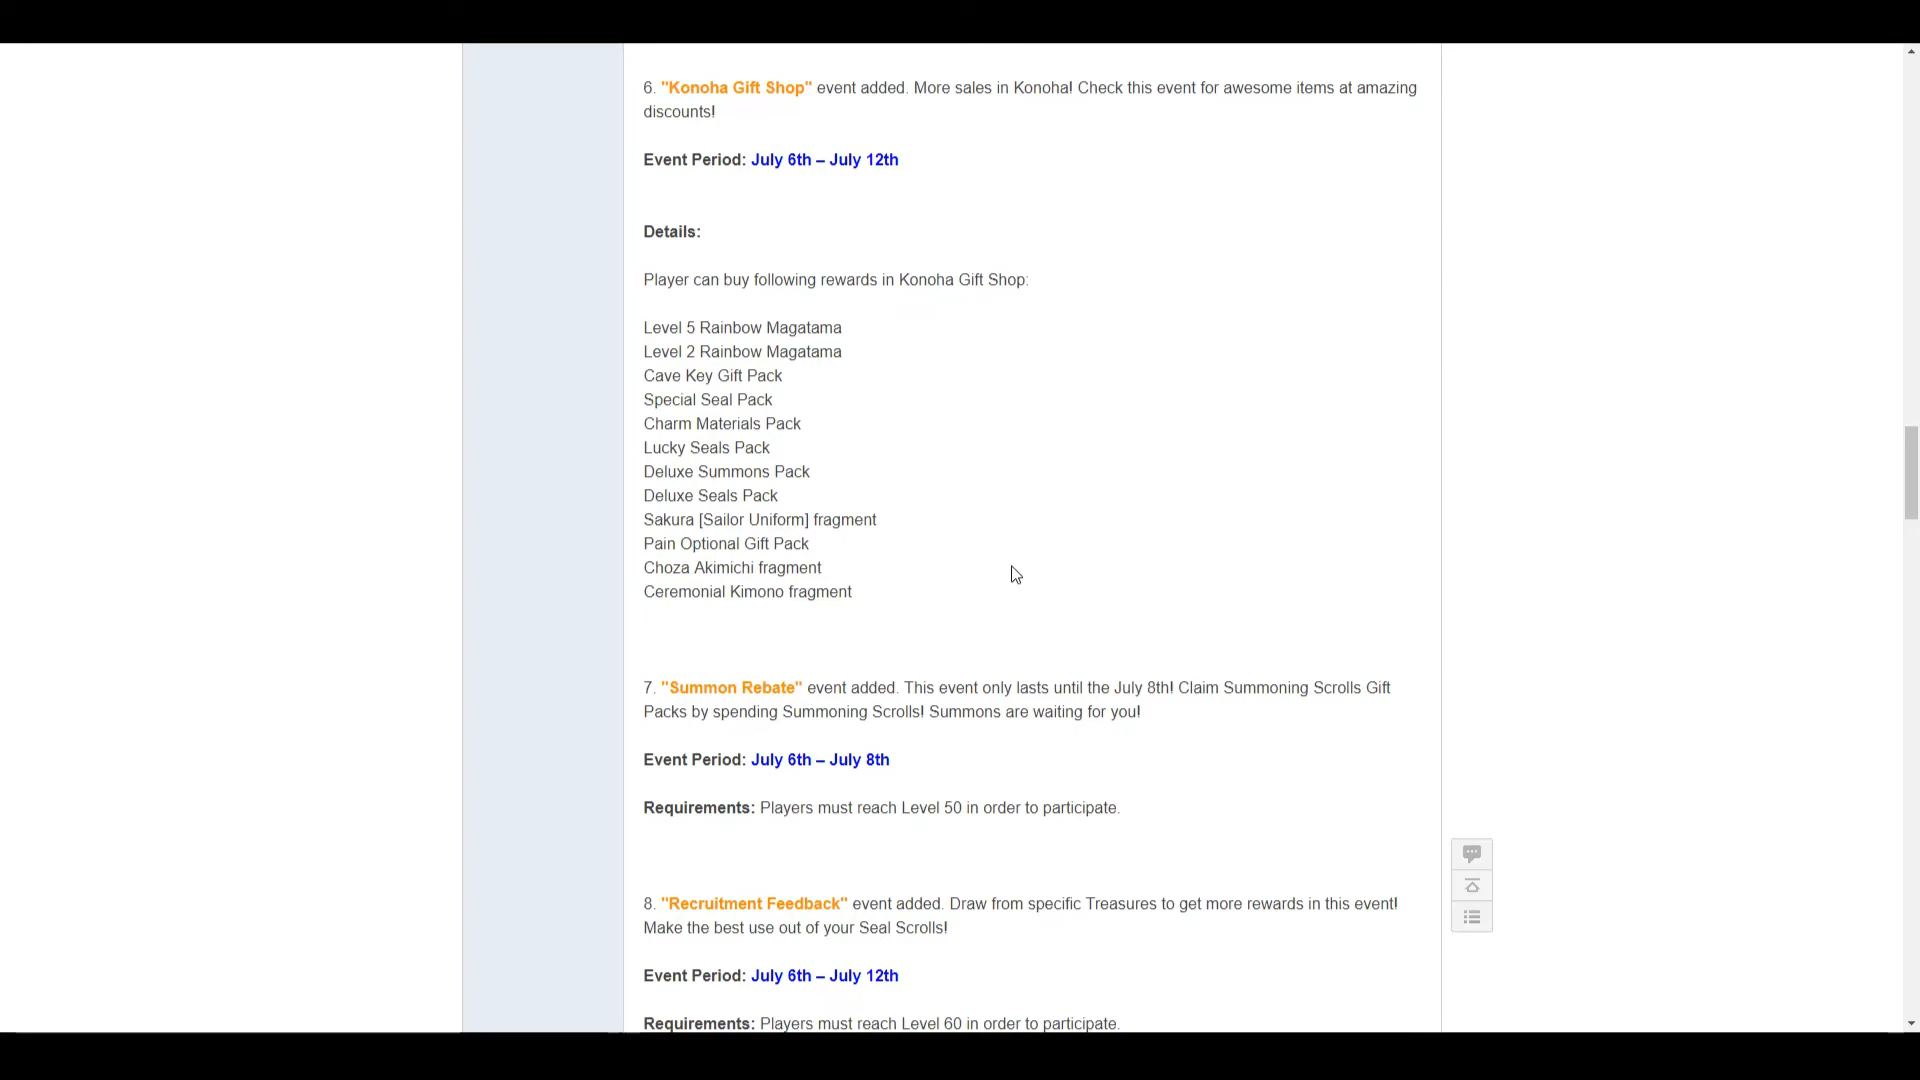 6. "Konoha Gift Shop" event added. More sales in Konoha! Check this event for awesome items at amazing
discounts!
Event Period: July 6th – July 12th
Details:
Player can buy following rewards in Konoha Gift Shop:
Level 5 Rainbow Magatama
Level 2 Rainbow Magatama
Cave Key Gift Pack
Special Seal Pack
Charm Materials Pack
Lucky Seals Pack
Deluxe Summons Pack
Deluxe Seals Pack
Sakura [Sailor Uniform] fragment
Pain Optional Gift Pack
Choza Akimichi fragment
Ceremonial Kimono fragment
7. "Summon Rebate" event added. This event only lasts until the July 8th! Claim Summoning Scrolls Gift
Packs by spending Summoning Scrolls! Summons are waiting for you!
Event Period: July 6th – July 8th
Requirements: Players must reach Level 50 in order to participate.
8. "Recruitment Feedback" event added. Draw from specific Treasures to get more rewards in this event!
Make the best use out of your Seal Scrolls!
Event Period: July 6th – July 12th
Requirements: Players must reach Level 60 in order to participate.